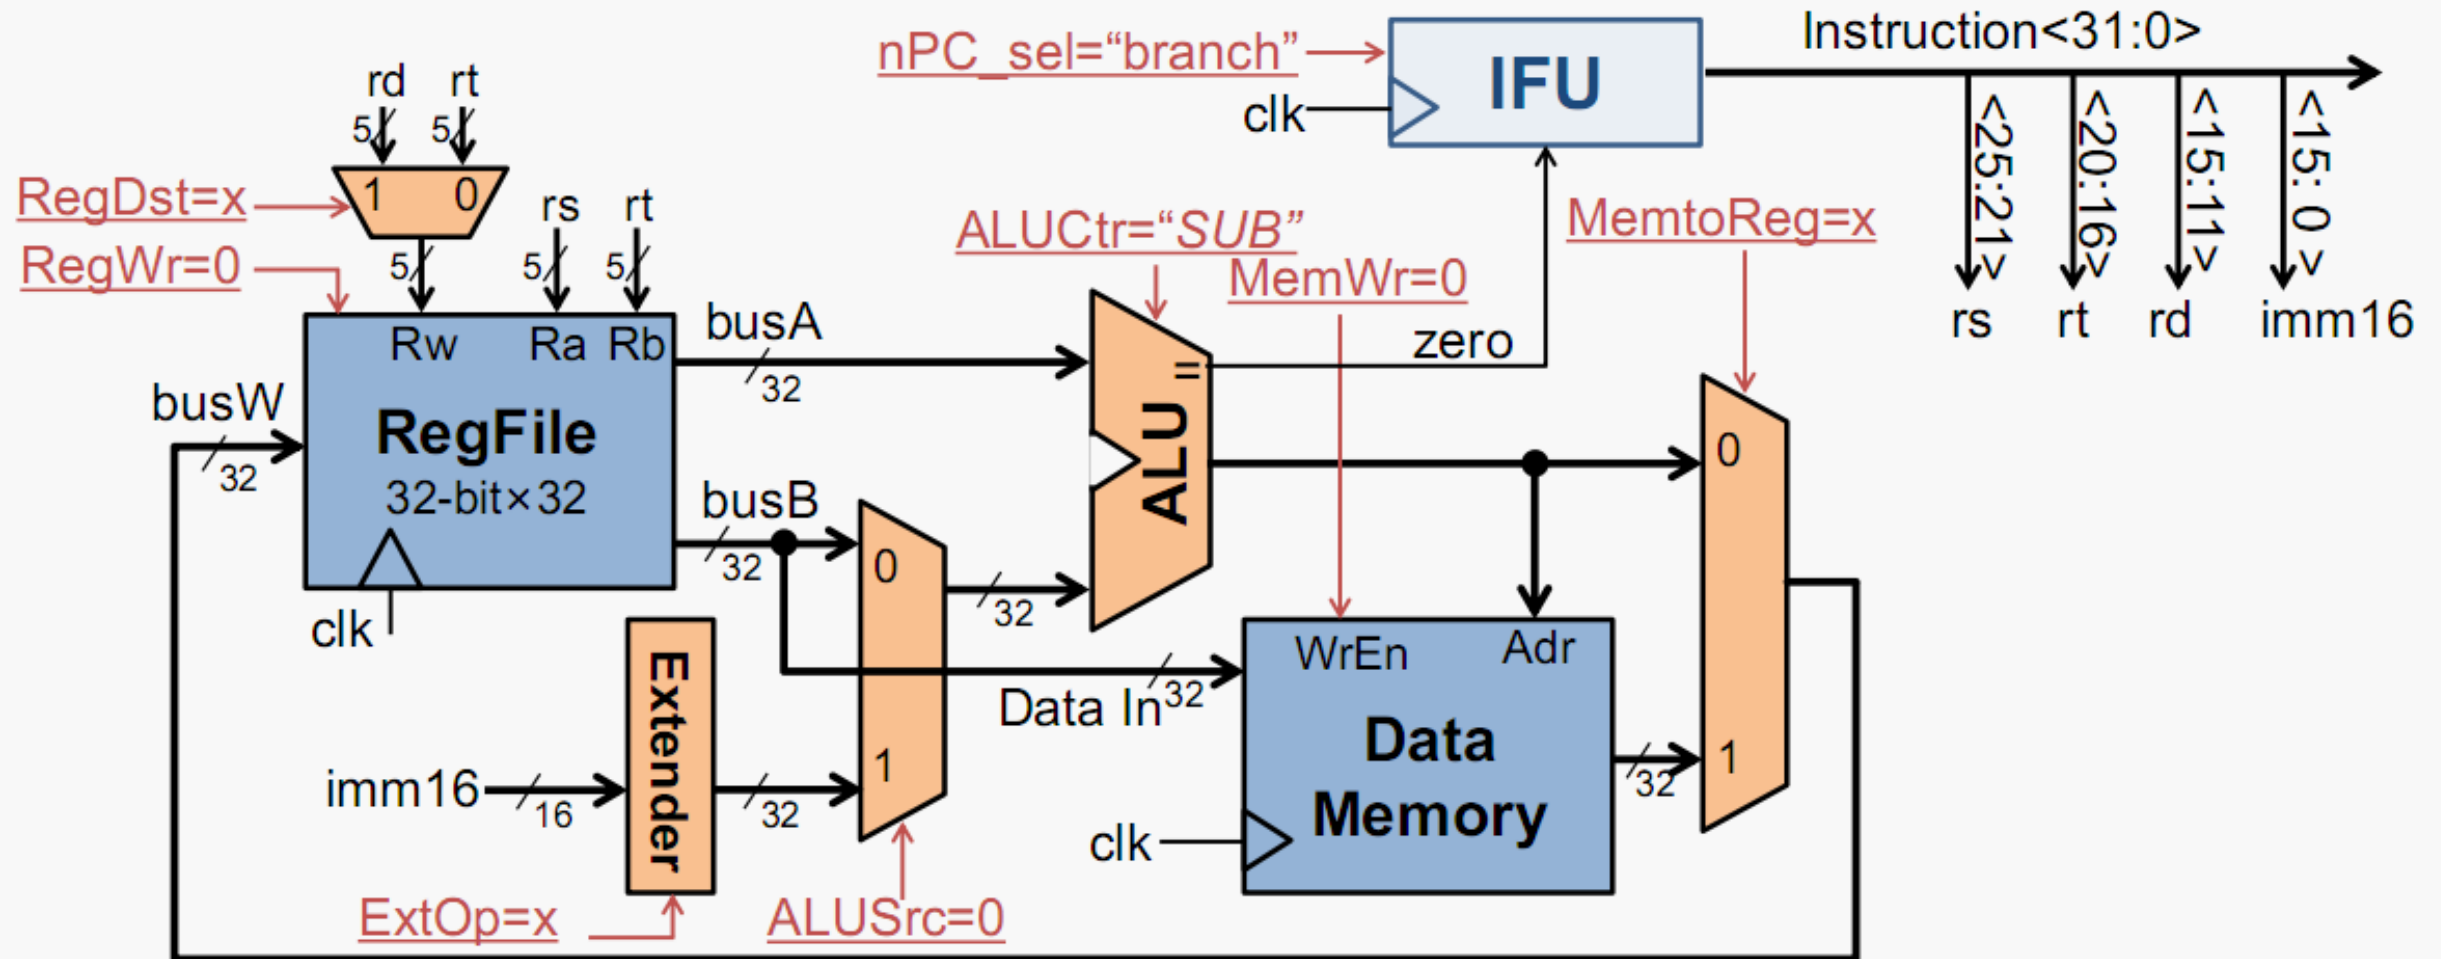 nPC_sel="branch"
IFU
clk
Instruction<31:0>
<25:21>
<20:16>
<15:11>
<15: 0 >
rs
rt
rd
imm16
rd
rt
5
5
1
0
RegDst=x
RegWr=0
5
rs
rt
5
5
Rw
Ra
Rb
RegFile
32-bit×32
clk
busW
32
busA
32
busB
32
ALUCtr="SUB"
MemWr=0
MemtoReg=x
zero
=
ALU
0
1
32
imm16
16
Extender
32
ExtOp=x
ALUSrc=0
Data In
32
WrEn
Adr
Data
Memory
clk
32
0
1